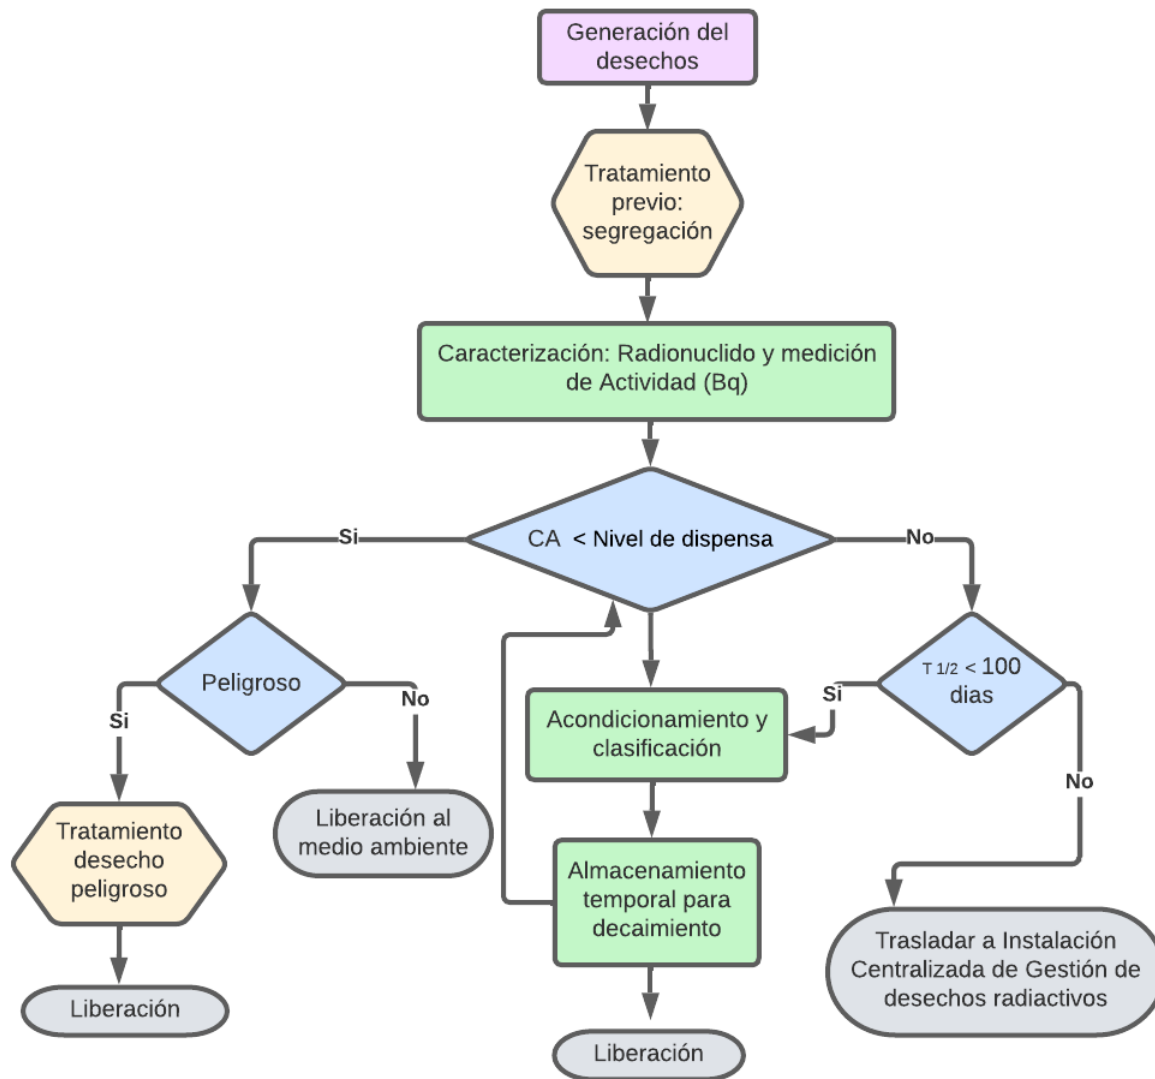 Generación del
desechos
Tratamiento
previo:
segregación
Caracterización: Radionuclido y medición
de Actividad (Bq)
CA < Nivel de dispensa
Si
No
Peligroso
T 1/2 < 100
dias
Si
No
Si
No
Acondicionamiento y
clasificación
Tratamiento
desecho
peligroso
Liberación al
medio ambiente
Almacenamiento
temporal para
decaimiento
Trasladar a Instalación
Centralizada de Gestión de
desechos radiactivos
Liberación
Liberación